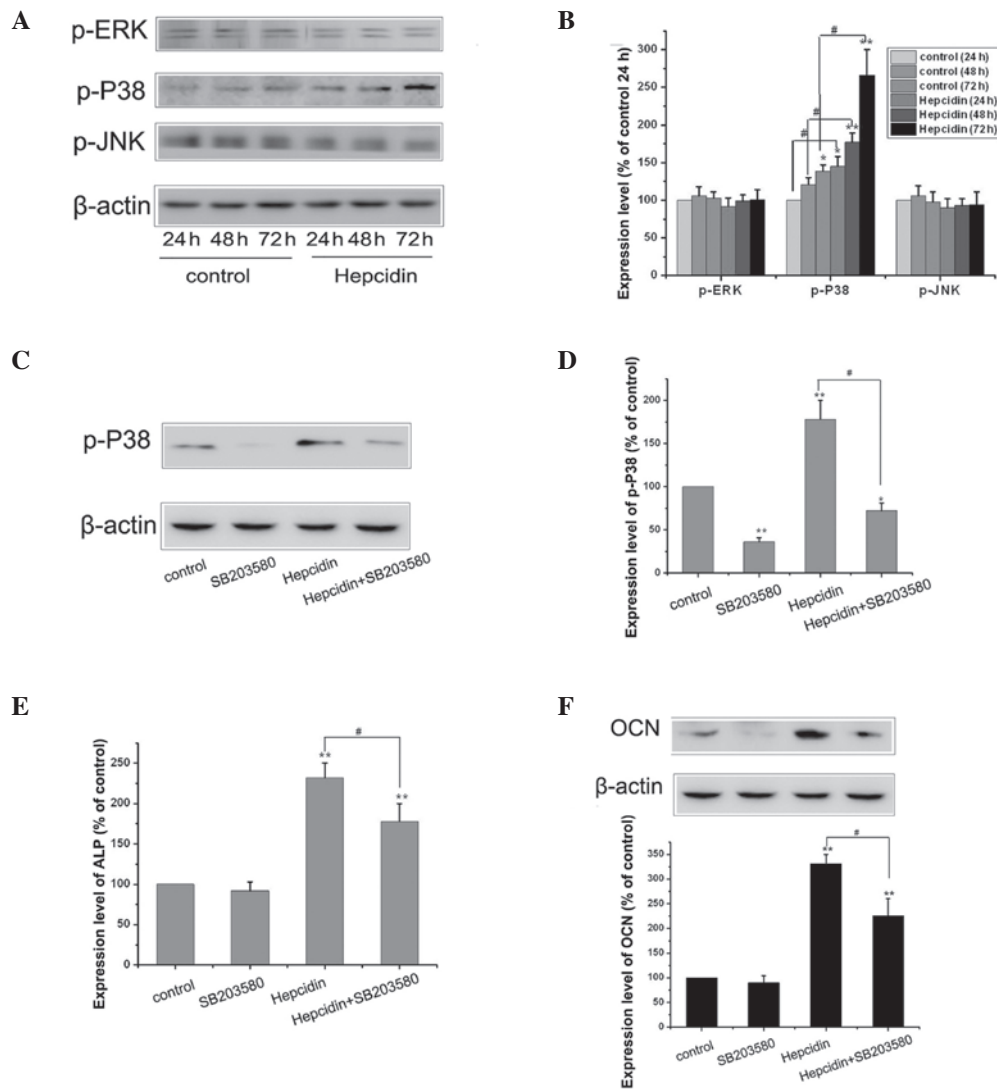 A
p-ERK
p-P38
p-JNK
β-actin
24 h 48 h 72 h 24 h 48 h 72 h
control Hepcidin
B
Expression level (% of control 24 h)
300
250
200
150
100
50
0
# ** # ** # * *
control (24 h)
control (48 h)
control (72 h)
Hepcidin (24 h)
Hepcidin (48 h)
Hepcidin (72 h)
p-ERK p-P38 p-JNK
C
p-P38
β-actin
control SB203580 Hepcidin Hepcidin+SB203580
D
Expression level of p-P38 (% of control)
200
150
100
50
0
** ** # *
control SB203580 Hepcidin Hepcidin+SB203580
E
Expression level of ALP (% of control)
250
200
150
100
50
0
** # **
control SB203580 Hepcidin Hepcidin+SB203580
F
OCN
β-actin
Expression level of OCN (% of control)
350
300
250
200
150
100
50
0
** # **
control SB203580 Hepcidin Hepcidin+SB203580